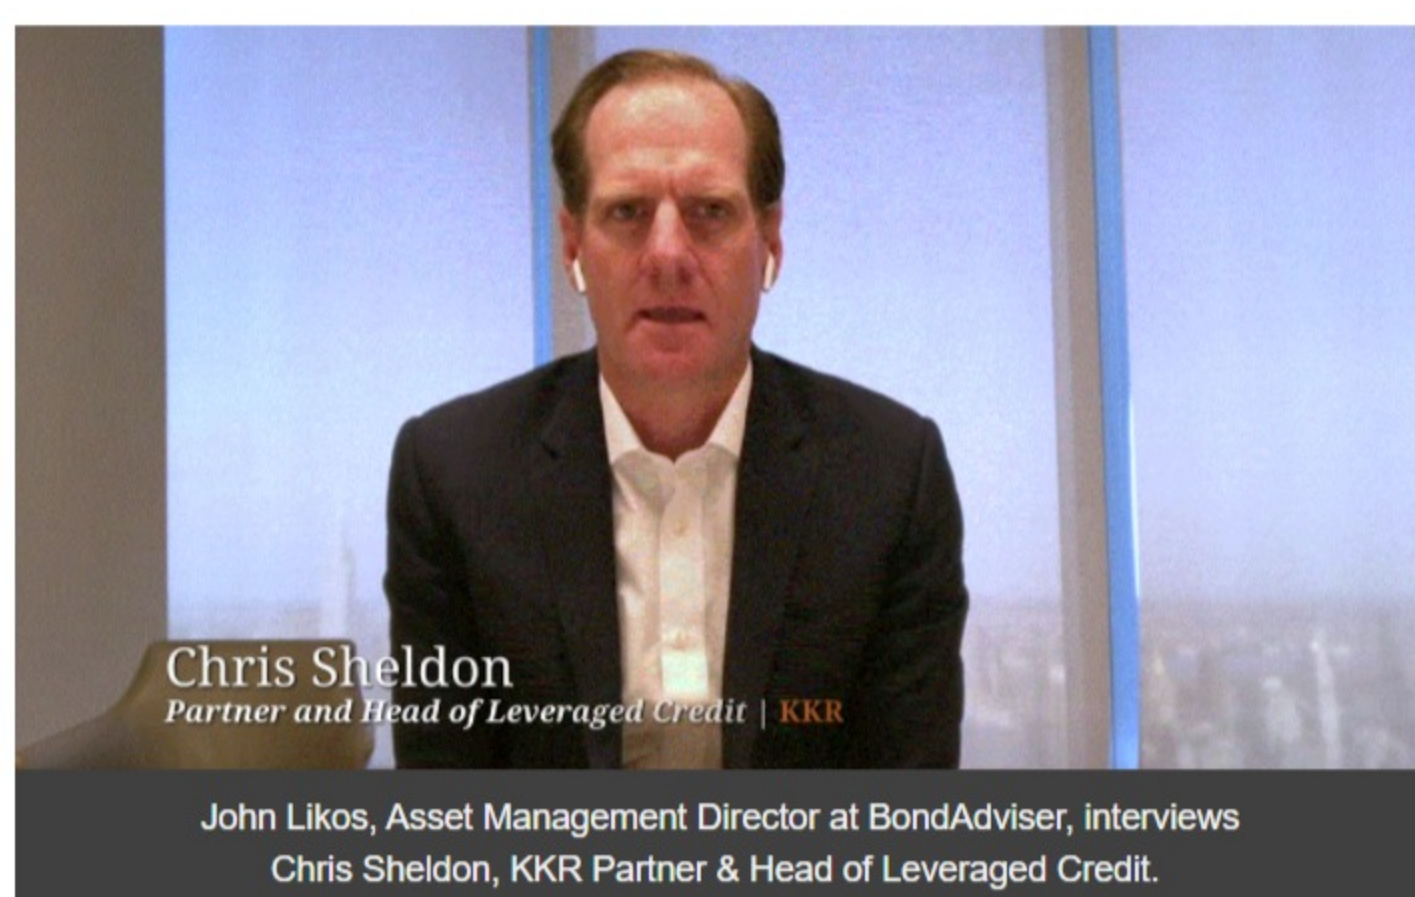 Chris Sheldon
Partner and Head of Leveraged Credit | KKR
John Likos, Asset Management Director at BondAdviser, interviews
Chris Sheldon, KKR Partner & Head of Leveraged Credit.